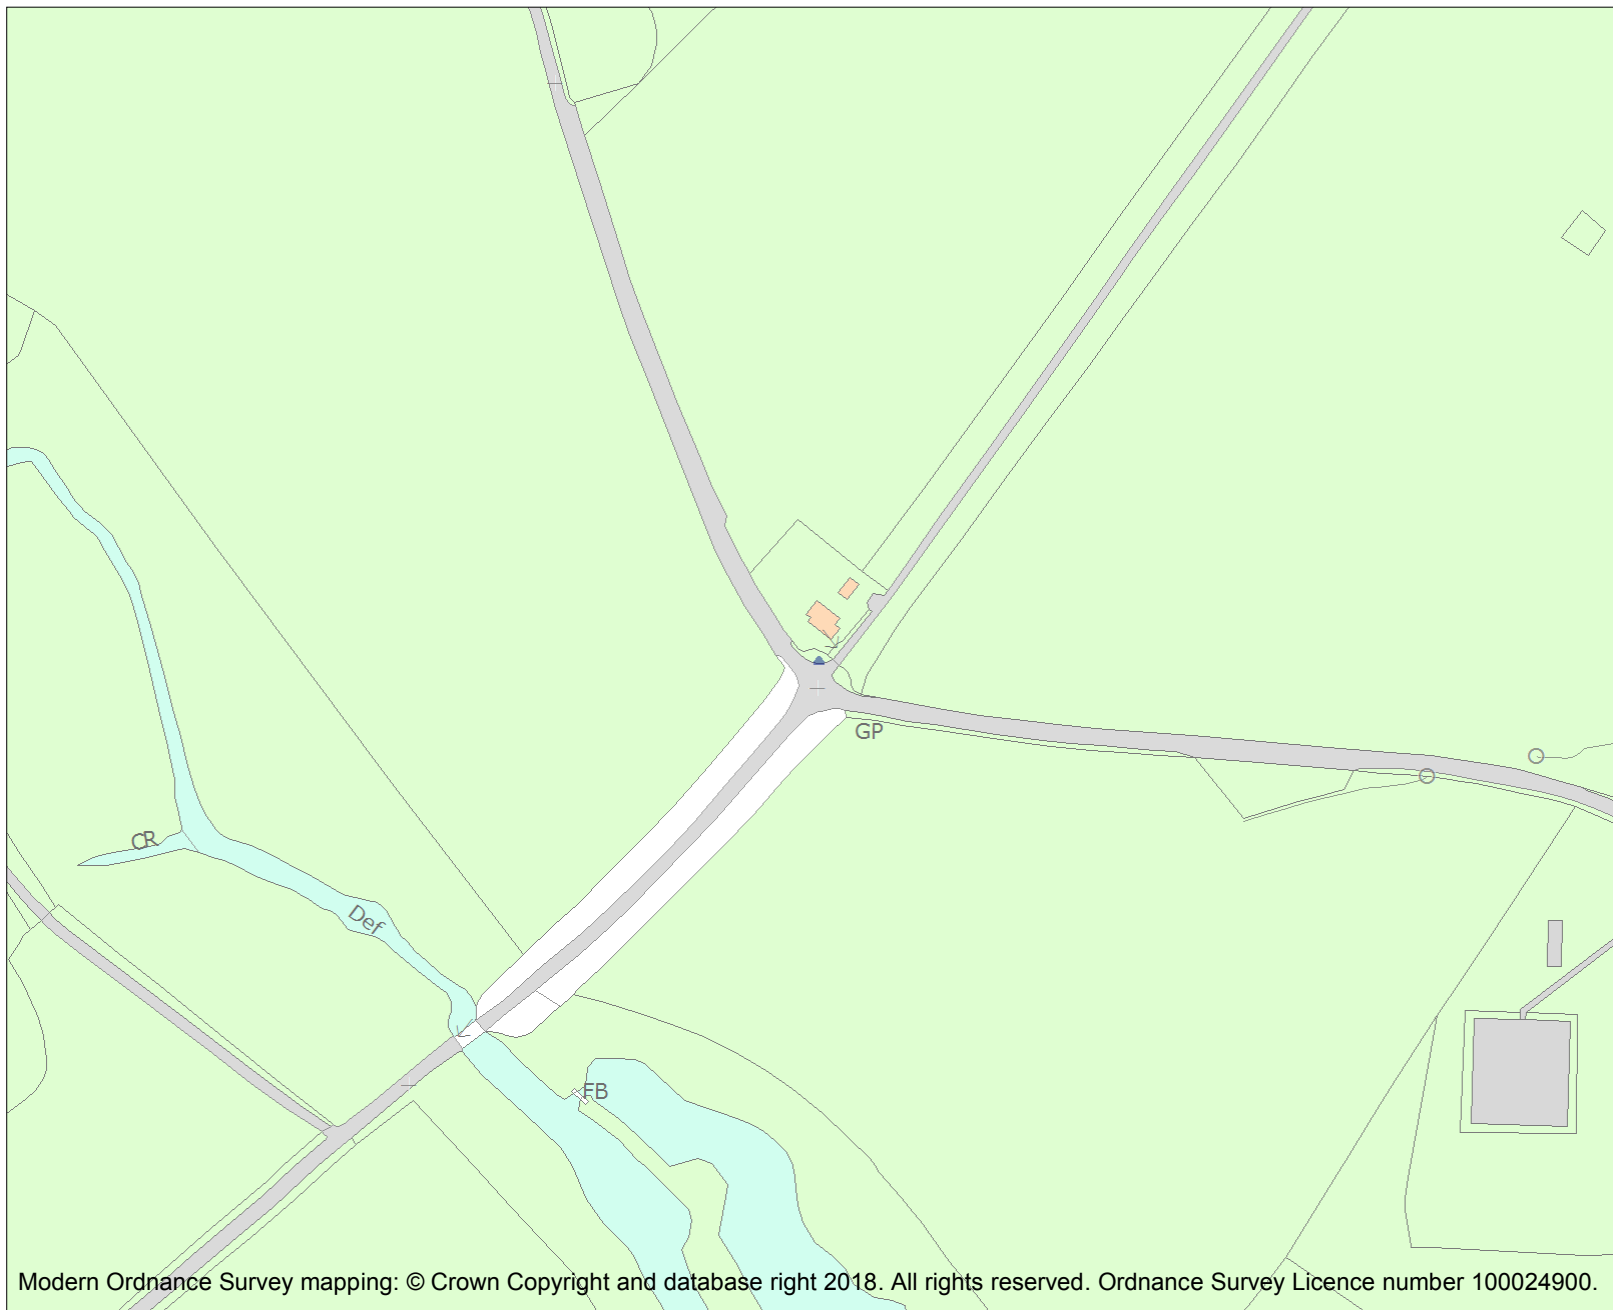 GP
CR
Def
FB
Modern Ordnance Survey mapping: © Crown Copyright and database right 2018. All rights reserved. Ordnance Survey Licence number 100024900.